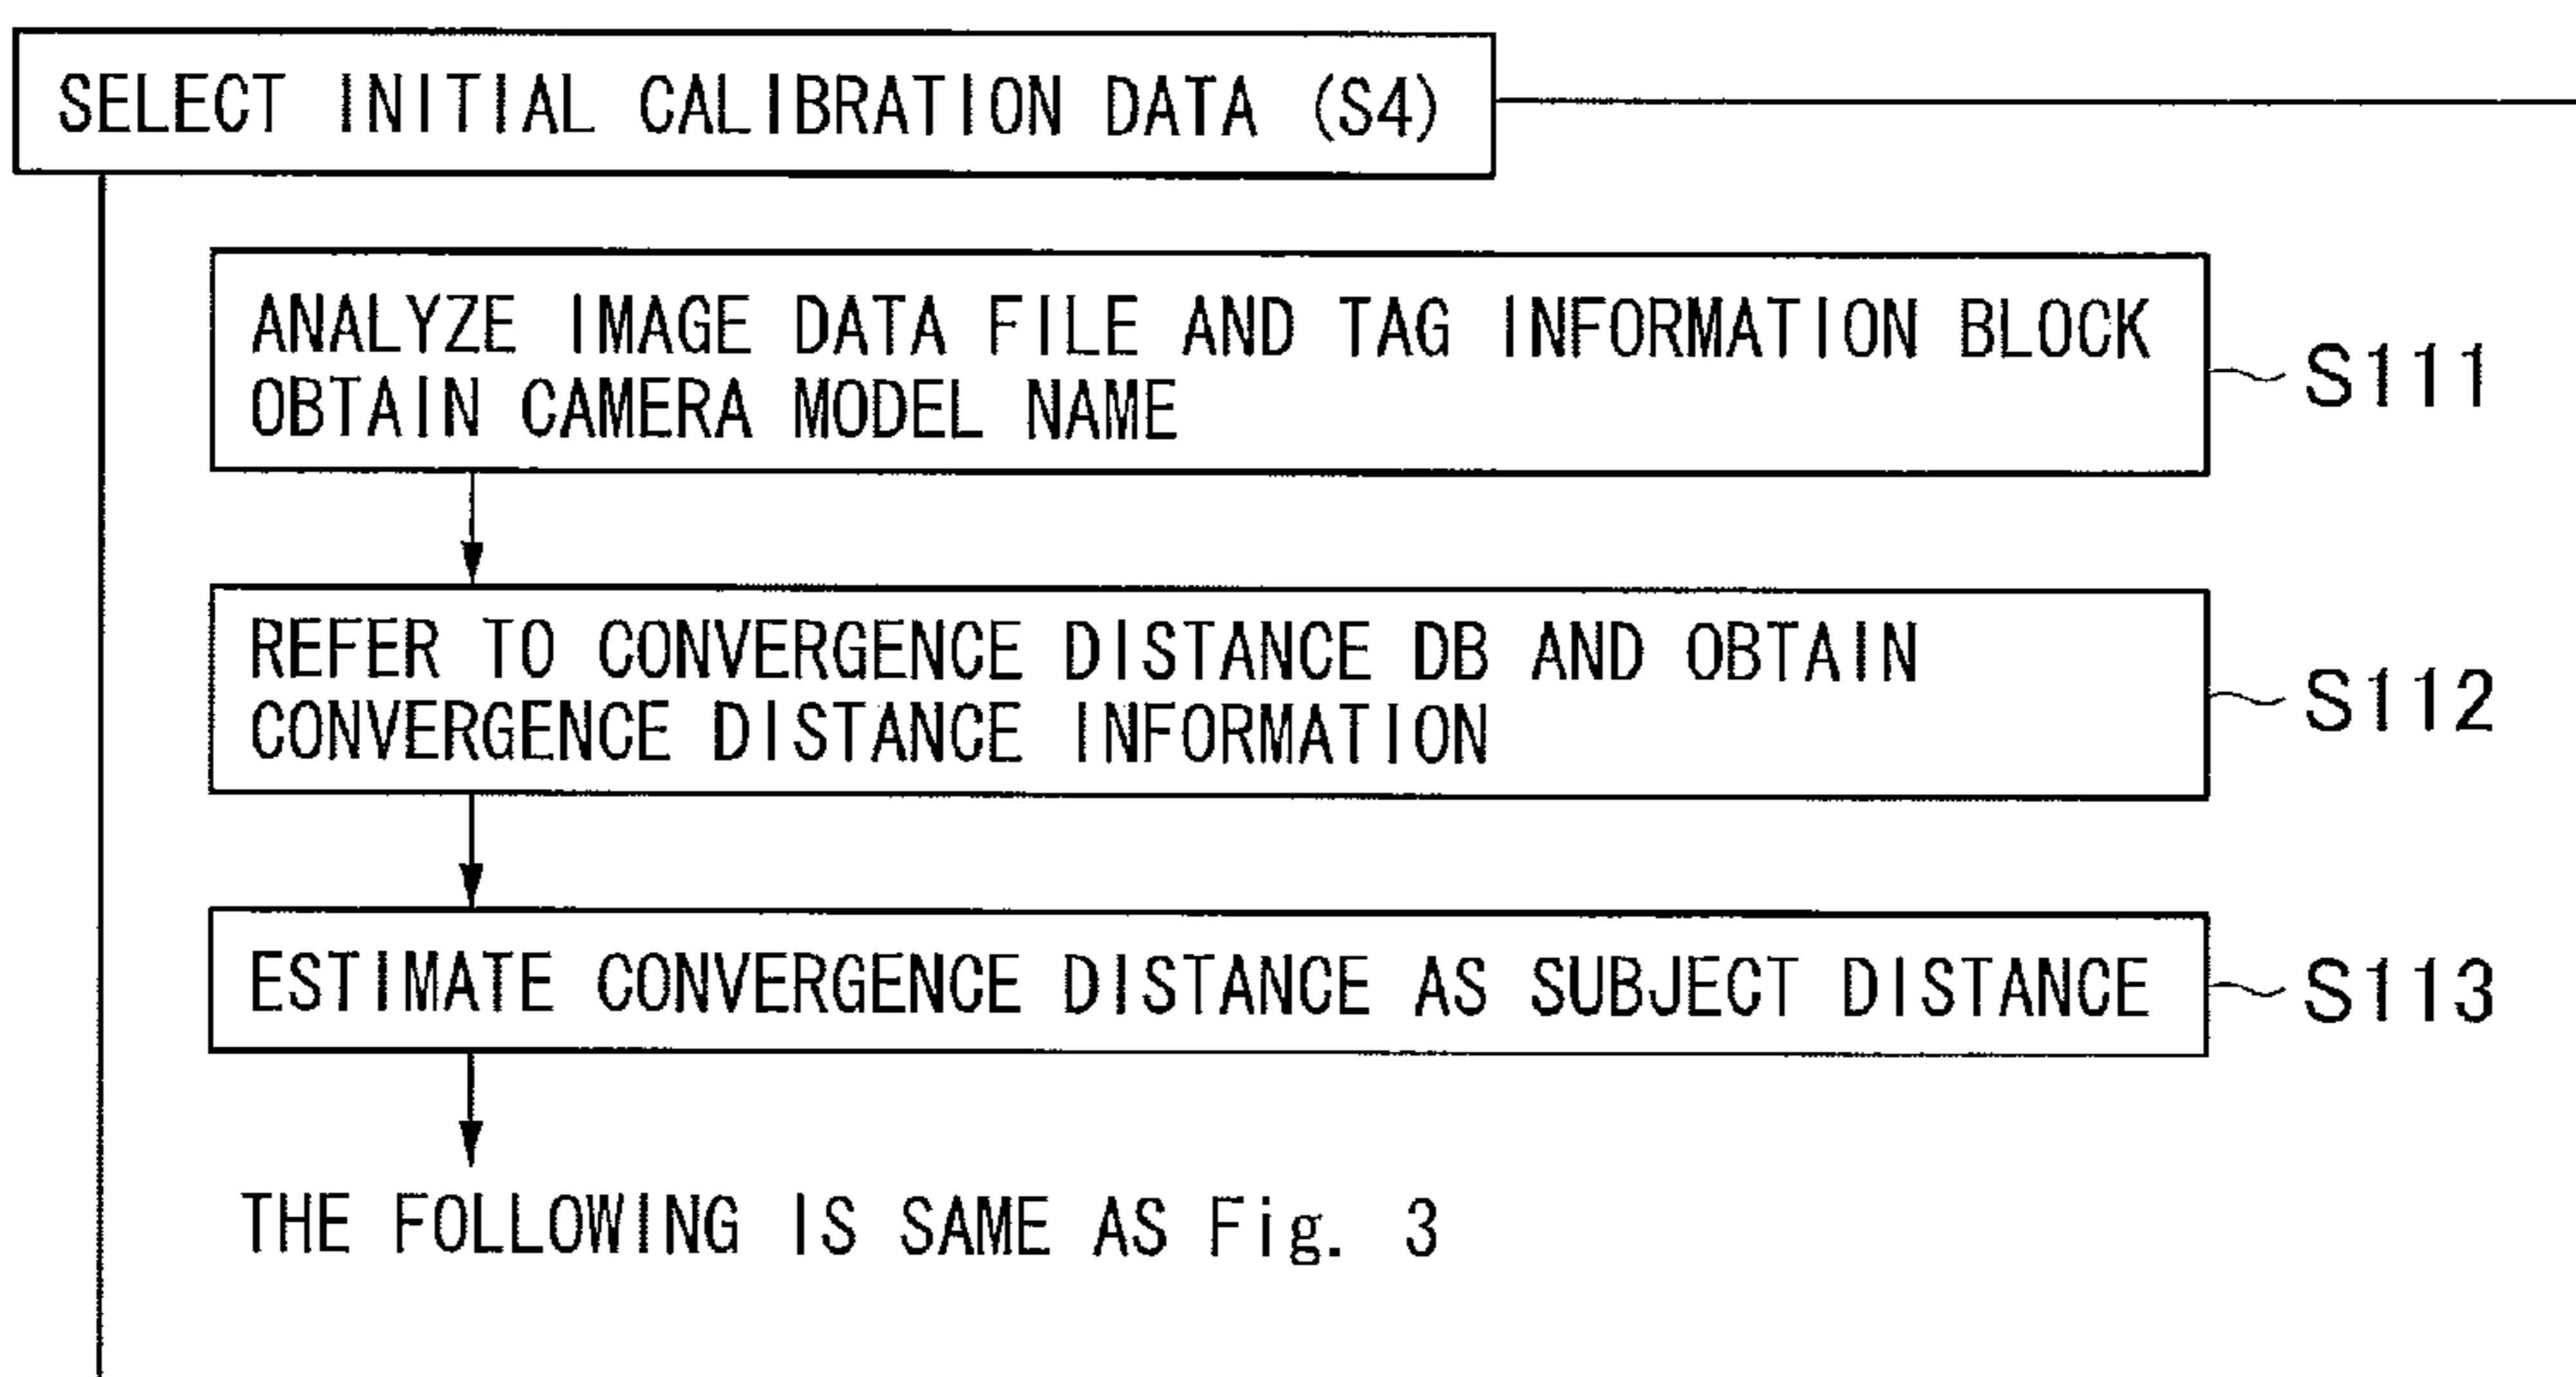 SELECT INITIAL CALIBRATION DATA (S4)
ANALYZE IMAGE DATA FILE AND TAG INFORMATION BLOCK
OBTAIN CAMERA MODEL NAME
S111
REFER TO CONVERGENCE DISTANCE DB AND OBTAIN
CONVERGENCE DISTANCE INFORMATION
S112
ESTIMATE CONVERGENCE DISTANCE AS SUBJECT DISTANCE
S113
THE FOLLOWING IS SAME AS Fig. 3